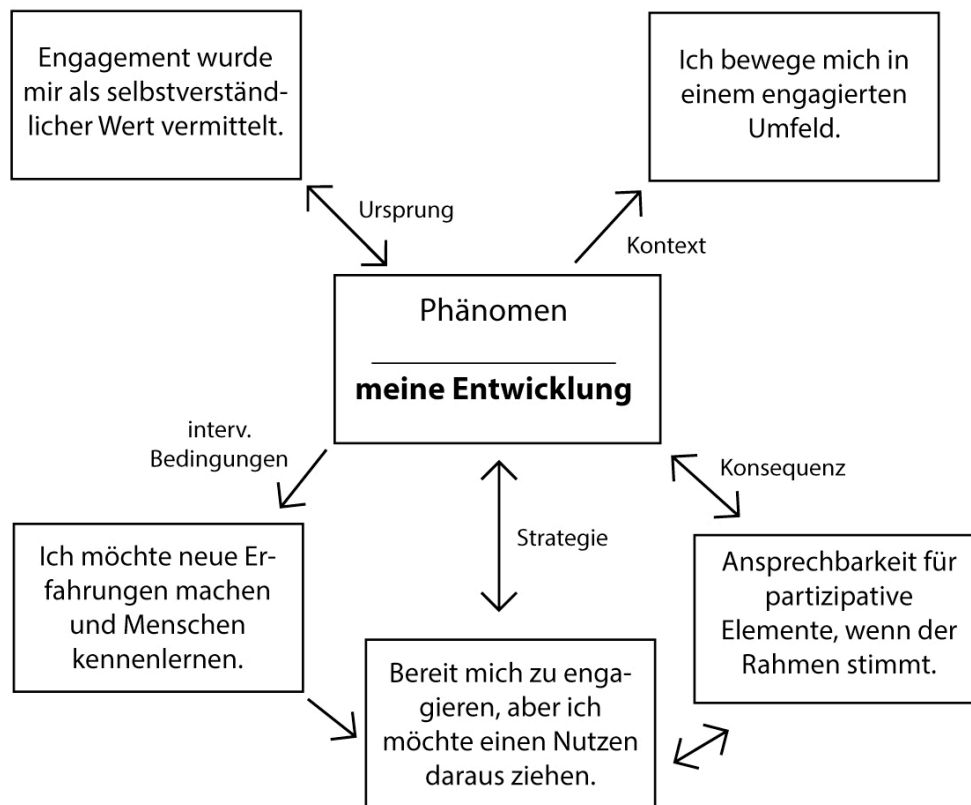 Engagement wurde
mir als selbstverständ-
licher Wert vermittelt.
Ich bewege mich in
einem engagierten
Umfeld.
Ursprung
Kontext
Phänomen
meine Entwicklung
interv.
Bedingungen
Konsequenz
Strategie
Ich möchte neue Er-
fahrungen machen
und Menschen
kennenlernen.
Ansprechbarkeit für
partizipative
Elemente, wenn der
Rahmen stimmt.
Bereit mich zu enga-
gieren, aber ich
möchte einen Nutzen
daraus ziehen.